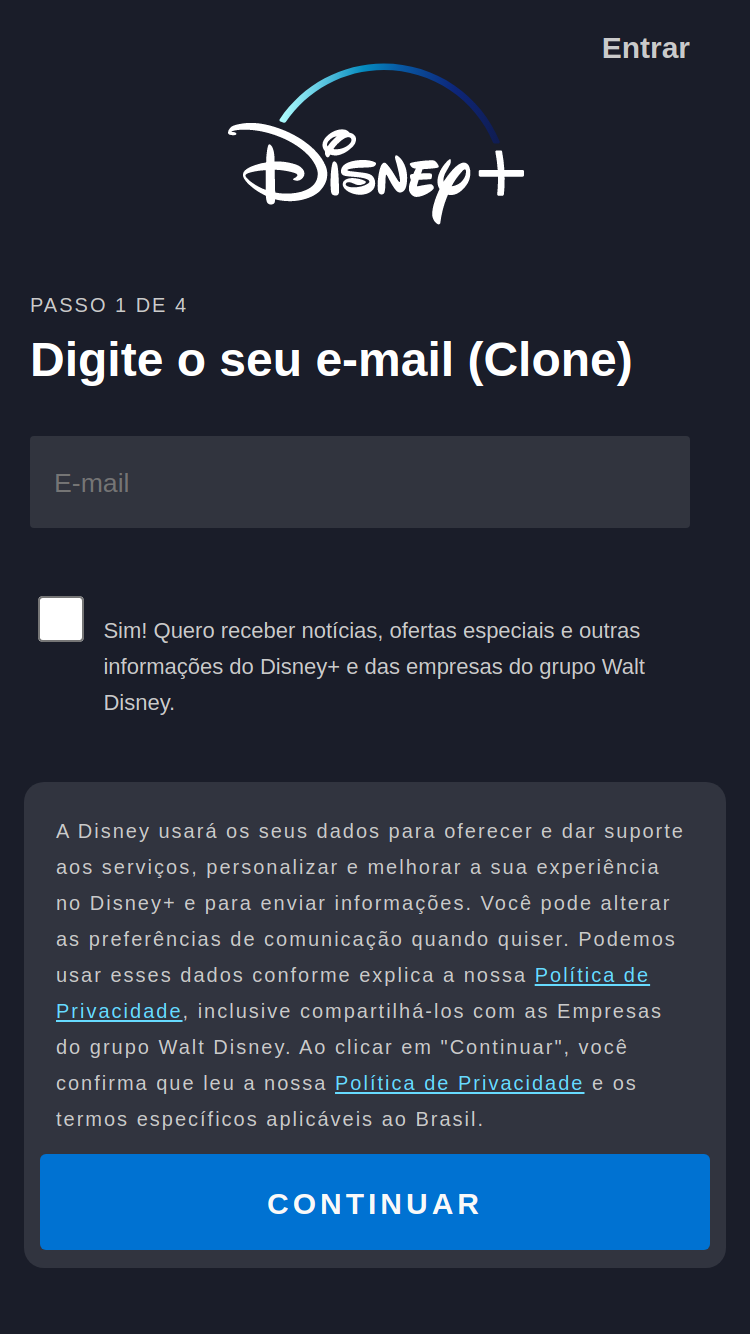 Entrar
Disney+
PASSO 1 DE 4
Digite o seu e-mail (Clone)
E-mail
Sim! Quero receber notícias, ofertas especiais e outras
informações do Disney+ e das empresas do grupo Walt
Disney.
A Disney usará os seus dados para oferecer e dar suporte
aos serviços, personalizar e melhorar a sua experiência
no Disney+ e para enviar informações. Você pode alterar
as preferências de comunicação quando quiser. Podemos
usar esses dados conforme explica a nossa Política de
Privacidade, inclusive compartilhá-los com as Empresas
do grupo Walt Disney. Ao clicar em "Continuar", você
confirma que leu a nossa Política de Privacidade e os
termos específicos aplicáveis ao Brasil.
CONTINUAR